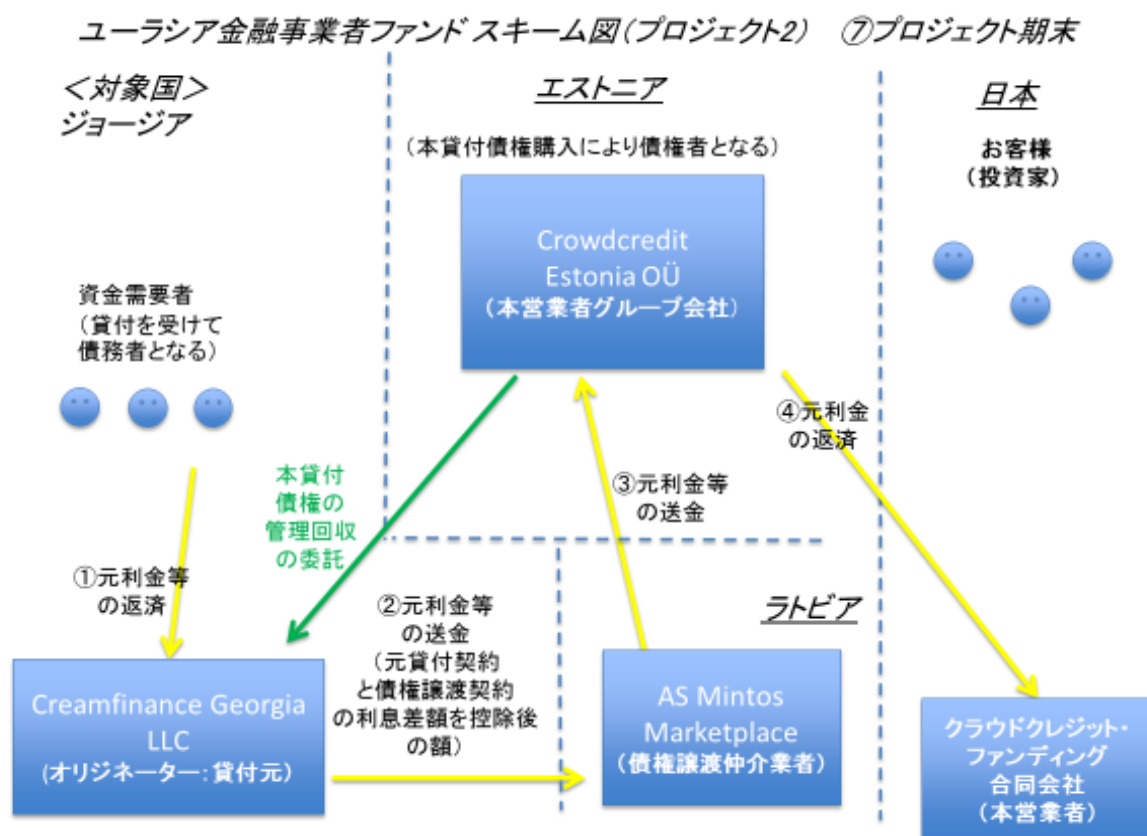 ユーラシア金融事業者ファンド スキーム図(プロジェクト2) ⑦プロジェクト期末
<対象国>
ジョージア
エストニア
日本
(本貸付債権購入により債権者となる)
お客様
(投資家)
Crowdcredit
Estonia OÜ
(本営業者グループ会社)
資金需要者
(貸付を受けて
債務者となる)
④元利金
の返済
本貸付
債権の
管理回収
の委託
③元利金等
の送金
①元利金等
の返済
②元利金等
の送金
(元貸付契約
と債権譲渡契約
の利息差額を控除後
の額)
ラトビア
Creamfinance Georgia
LLC
(オリジネーター:貸付元)
AS Mintos
Marketplace
(債権譲渡仲介業者)
クラウドクレジット・
ファンディング
合同会社
(本営業者)